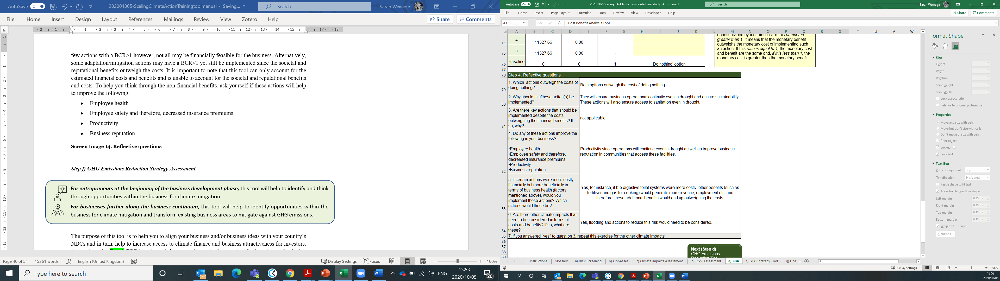 AutoSave On 202001005-ScalingClimateActionTrainingtoolmanual - Saving... Search Sarah Wewege
File Home Insert Design Layout References Mailings Review View Zotero Help Share Comments
few actions with a BCR>1 however, not all may be financially feasible for the business. Alternatively,
some adaptation/mitigation actions may have a BCR<1 yet still be implemented since the societal and
reputational benefits outweigh the costs. It is important to note that this tool can only account for the
estimated financial costs and benefits and is unable to account for the societal and reputational benefits
and costs. To help you think through the non-financial benefits, ask yourself if these actions will help
to improve the following:
• Employee health
• Employee safety and therefore, decreased insurance premiums
• Productivity
• Business reputation
Screen Image 14. Reflective questions
Step f) GHG Emissions Reduction Strategy Assessment
For entrepreneurs at the beginning of the business development phase, this tool will help to identify and think
through opportunities within the business for climate mitigation
For businesses further along the business continuum, this tool will help to identify opportunities within the
business for climate mitigation and transform existing business areas to mitigate against GHG emissions.
The purpose of this tool is to help you to align your business and/or business ideas with your country's
NDCs and in turn, help to increase access to climate finance and business attractiveness for investors.
Page 40 of 54 15361 words English (United Kingdom) Display Settings Focus 100%
Type here to search ENG 13:53 2020/10/05 20
AutoSave On 20201002-Scaling CA-ClimScreen-Tools-Case study - Saved Search Sarah Wewege
File Home Insert Page Layout Formulas Data Review View Developer Help Share Comments
A1 fx Cost Benefit Analysis Tool
A B C D E F G H I J K L M N O P Q R S T U V W
74 4 11327,66 0,00 -
75 5 11327,66 0,00 -
76 Baseline 0 0 1 Do nothing' option
benefit divided by the total cost. If this number is
greater than 1, it means that the monetary benefit
outweighs the monetary cost of implementing such
an action. If this ratio is equal to 1, the monetary cost
and benefit are the same and, if it is less than 1, the
monetary cost is greater than the monetary benefit.
77
78 Step 4. Reflective questions
79 1. Which actions outweigh the costs of
doing nothing?
Both options outweigh the cost of doing nothing
80 2. Why should this/these action(s) be
implemented?
They will ensure business operational continuity even in drought and ensure sustainability.
These actions will also ensure access to sanitation even in drought.
81 3. Are there key actions that should be
implemented despite the costs
outweighing the financial benefits? If
so, why?
not applicable
82 4. Do any of these actions improve the
following in your business?:
•Employee health
•Employee safety and therefore,
decreased insurance premiums
•Productivity
•Business reputation
Productivity since operations will continue even in drought as well as improve business
reputation in communities that access these facilities.
83 5. If certain actions were more costly
financially but more beneficially in
terms of business health (factors
mentioned above), would you
implement those actions? Which
actions would these be?
Yes, for instance, if bio digestive toilet systems were more costly, other benefits (such as
fertiliser and gas for cooking) would generate more revenue, employment etc. and
therefore, these additional benefits would end up outweighing the costs.
84 6. Are there other climate impacts that
need to be considered in terms of
costs and benefits? If so, what are
these?
Yes, flooding and actions to reduce this risk would need to be considered.
85 7. If you answered "yes" to question 3, repeat this exercise for the other climate impacts.
86
87
88
89
Next (Step d)
GHG Emissions
Instructions Glossary a) R&V Screening b) OppAsses c) Climate Impacts Assessment d) R&V Assessment e) CBA f) GHG Strategy Tool g) Fina ...
Display Settings 106%
Format Shape
Size
Height
Width
Rotation
Scale Height
Scale Width
Lock aspect ratio
Relative to original picture size
Properties
Move and size with cells
Move but don't size with cells
Don't move or size with cells
Print object
Locked
Lock text
Text Box
Vertical alignment Top
Text direction Horizontal
Resize shape to fit text
Allow text to overflow shape
Left margin 0,25 cm
Right margin 0,25 cm
Top margin 0,13 cm
Bottom margin 0,13 cm
Wrap text in shape
Columns...
13:53
2020/10/05